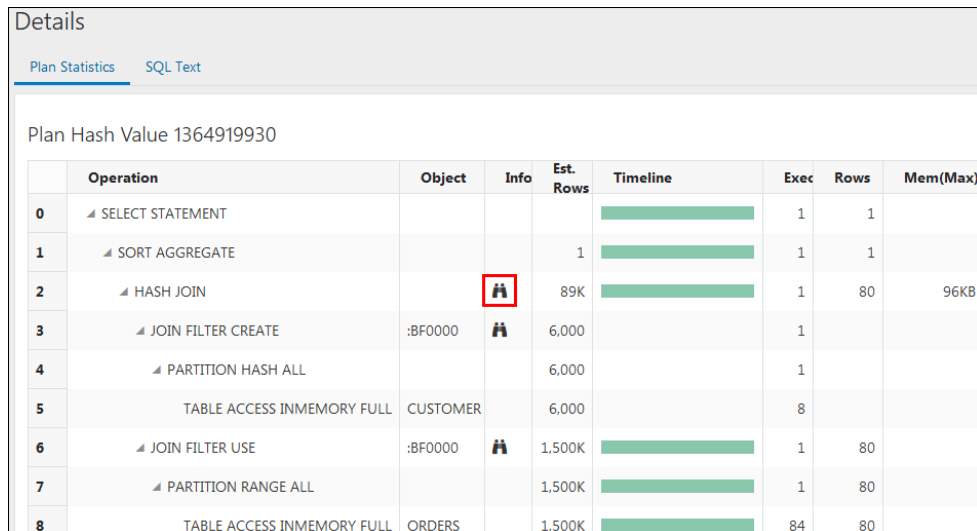 Details
Plan Statistics SQL Text
Plan Hash Value 1364919930
Operation Object Info Est. Rows Timeline Exec Rows Mem(Max)
0 SELECT STATEMENT 1 1
1 SORT AGGREGATE 1 1 1
2 HASH JOIN 89K 1 80 96KB
3 JOIN FILTER CREATE :BF0000 6,000 1
4 PARTITION HASH ALL 6,000 1
5 TABLE ACCESS INMEMORY FULL CUSTOMER 6,000 8
6 JOIN FILTER USE :BF0000 1,500K 1 80
7 PARTITION RANGE ALL 1,500K 1 80
8 TABLE ACCESS INMEMORY FULL ORDERS 1,500K 84 80